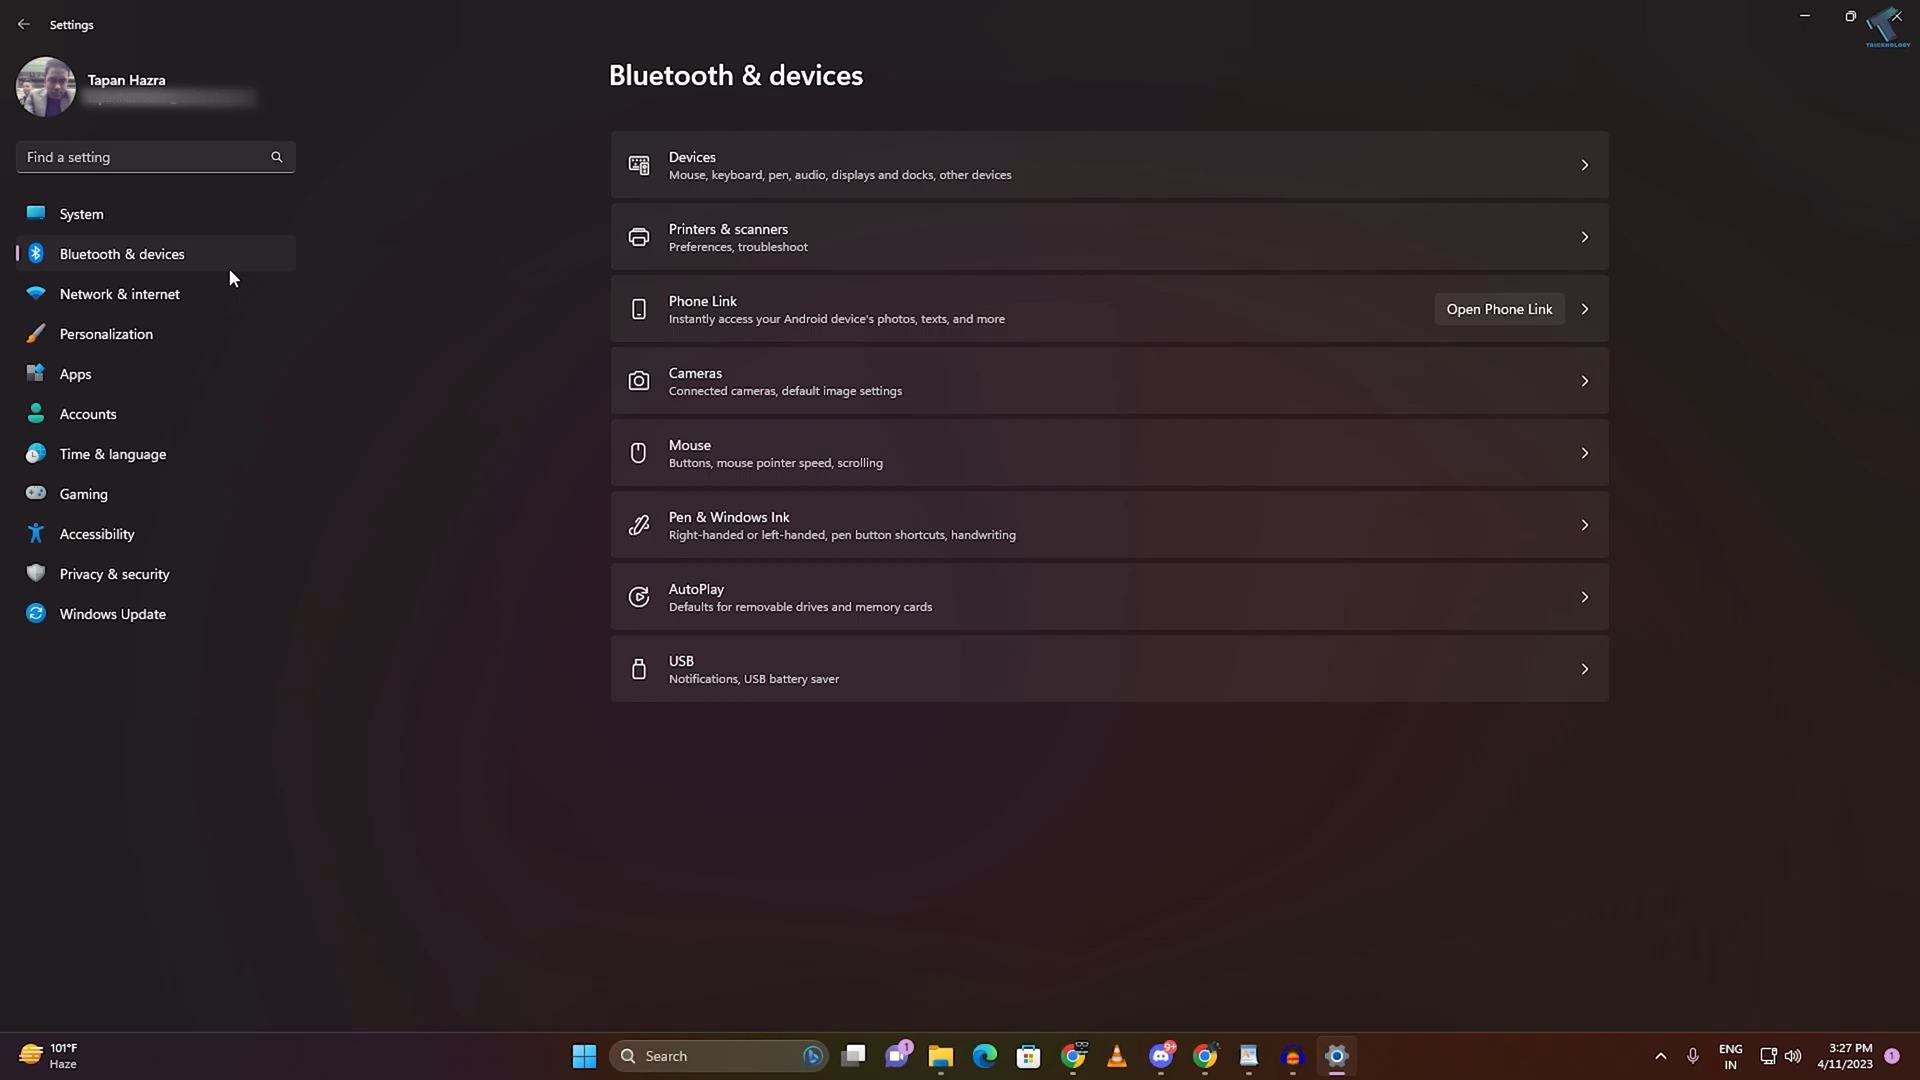 Settings
TRICKNOLOGY
Tapan Hazra
Find a setting
System
Bluetooth & devices
Network & internet
Personalization
Apps
Accounts
Time & language
Gaming
Accessibility
Privacy & security
Windows Update
Bluetooth & devices
Devices
Mouse, keyboard, pen, audio, displays and docks, other devices
Printers & scanners
Preferences, troubleshoot
Phone Link
Instantly access your Android device's photos, texts, and more
Open Phone Link
Cameras
Connected cameras, default image settings
Mouse
Buttons, mouse pointer speed, scrolling
Pen & Windows Ink
Right-handed or left-handed, pen button shortcuts, handwriting
AutoPlay
Defaults for removable drives and memory cards
USB
Notifications, USB battery saver
101°F
Haze
Search
1
9+
ENG
IN
3:27 PM
4/11/2023
1